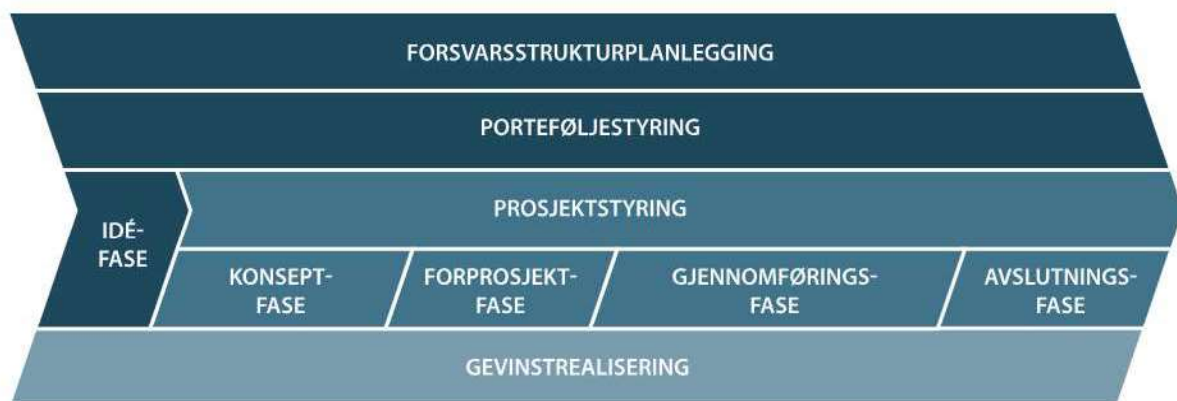 FORSVARSSTRUKTURPLANLEGGING
PORTEFØLJESTYRING
IDÉ-
FASE
PROSJEKTSTYRING
KONSEPT-
FASE
FORPROSJEKT-
FASE
GJENNOMFØRINGS-
FASE
AVSLUTNINGS-
FASE
GEVINSTREALISERING